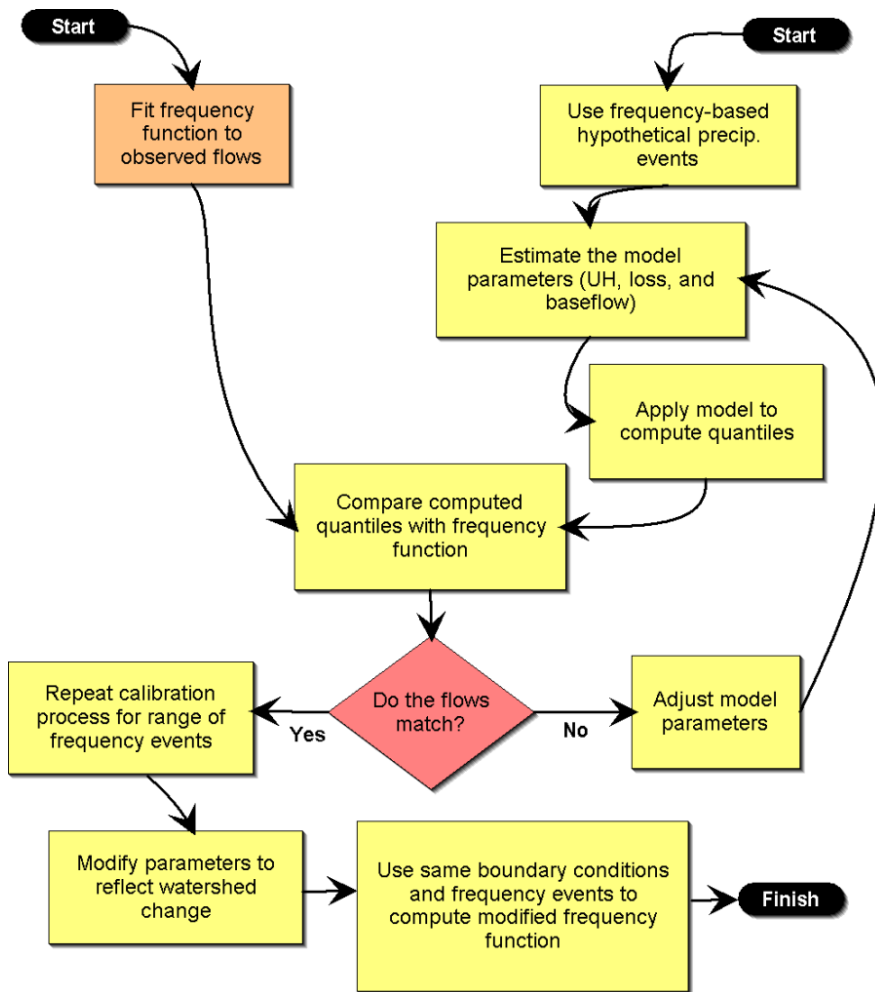 Start
Start
Fit frequency
function to
observed flows
Use frequency-based
hypothetical precip.
events
Estimate the model
parameters (UH, loss, and
baseflow)
Apply model to
compute quantiles
Compare computed
quantiles with frequency
function
Do the flows
match?
Yes
No
Repeat calibration
process for range of
frequency events
Adjust model
parameters
Modify parameters to
reflect watershed
change
Use same boundary conditions
and frequency events to
compute modified frequency
function
Finish